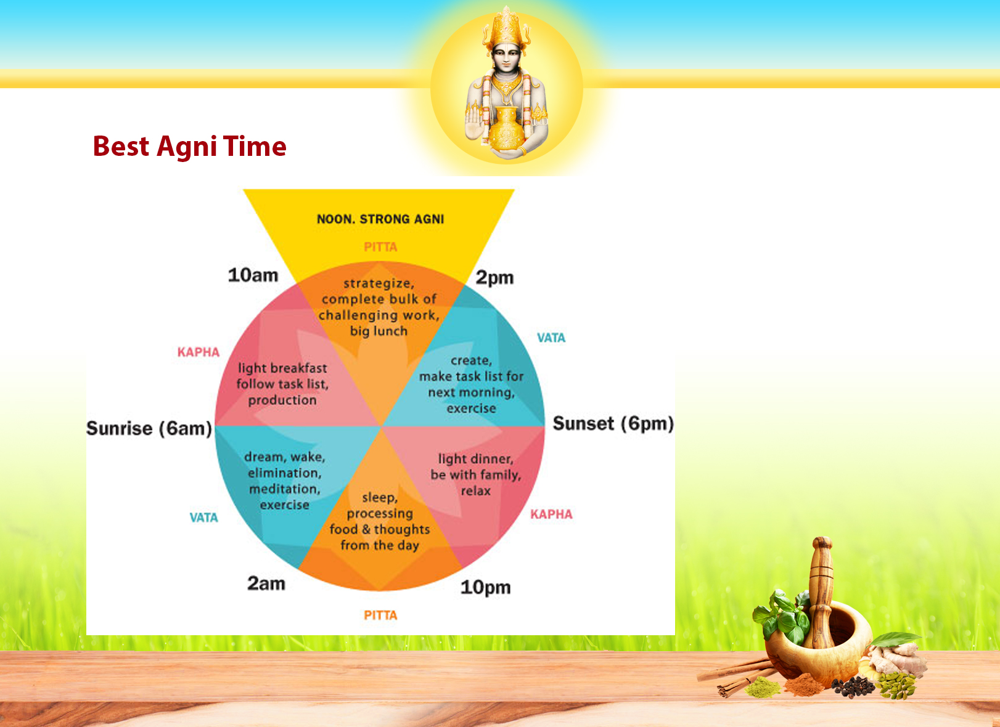 Best Agni Time
NOON. STRONG AGNI
PITTA
10am
2pm
strategize,
complete bulk of
challenging work,
big lunch
VATA
KAPHA
create,
make task list for
next morning,
exercise
light breakfast
follow task list,
production
Sunrise (6am)
Sunset (6pm)
dream, wake,
elimination,
meditation,
exercise
light dinner,
be with family,
relax
sleep,
processing
food & thoughts
from the day
VATA
KAPHA
2am
10pm
PITTA